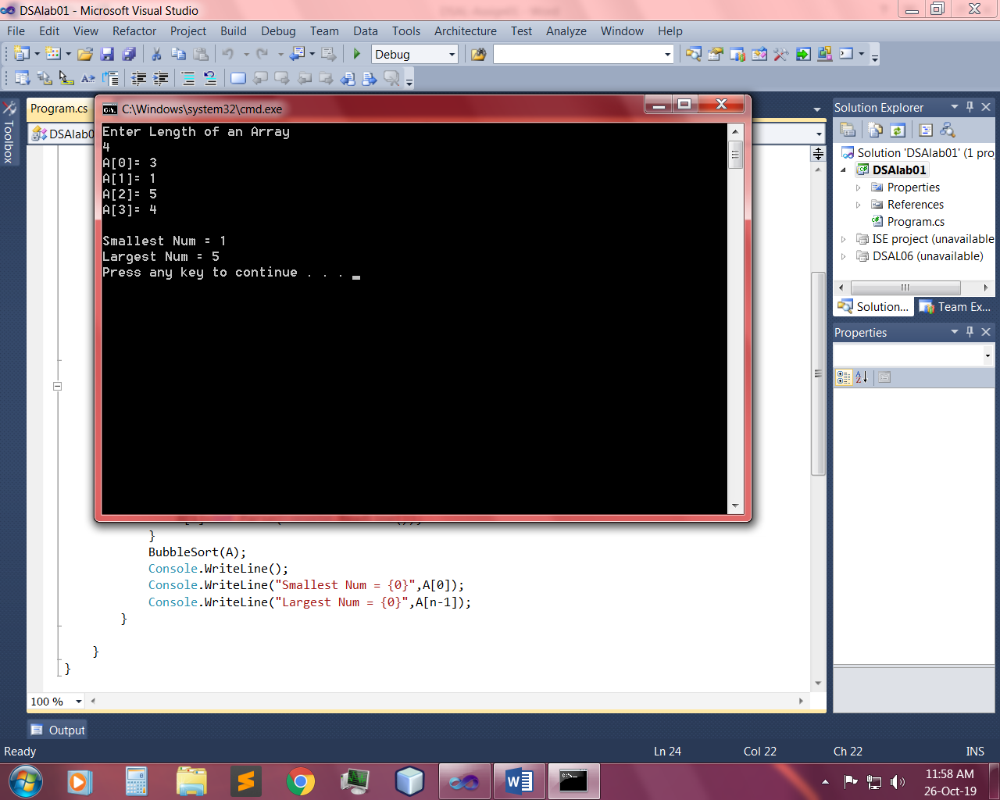 DSAlab01 - Microsoft Visual Studio
File Edit View Refactor Project Build Debug Team Data Tools Architecture Test Analyze Window Help
Debug
Toolbox
Program.cs
DSAlab0
C:\Windows\system32\cmd.exe
Enter Length of an Array
4
A[0]= 3
A[1]= 1
A[2]= 5
A[3]= 4
Smallest Num = 1
Largest Num = 5
Press any key to continue . . .
}
BubbleSort(A);
Console.WriteLine();
Console.WriteLine("Smallest Num = {0}",A[0]);
Console.WriteLine("Largest Num = {0}",A[n-1]);
}
}
}
100 %
Solution Explorer
Solution 'DSAlab01' (1 proj
DSAlab01
Properties
References
Program.cs
ISE project (unavailable
DSAL06 (unavailable)
Solution... Team Ex...
Properties
Output
Ready Ln 24 Col 22 Ch 22 INS
11:58 AM
26-Oct-19